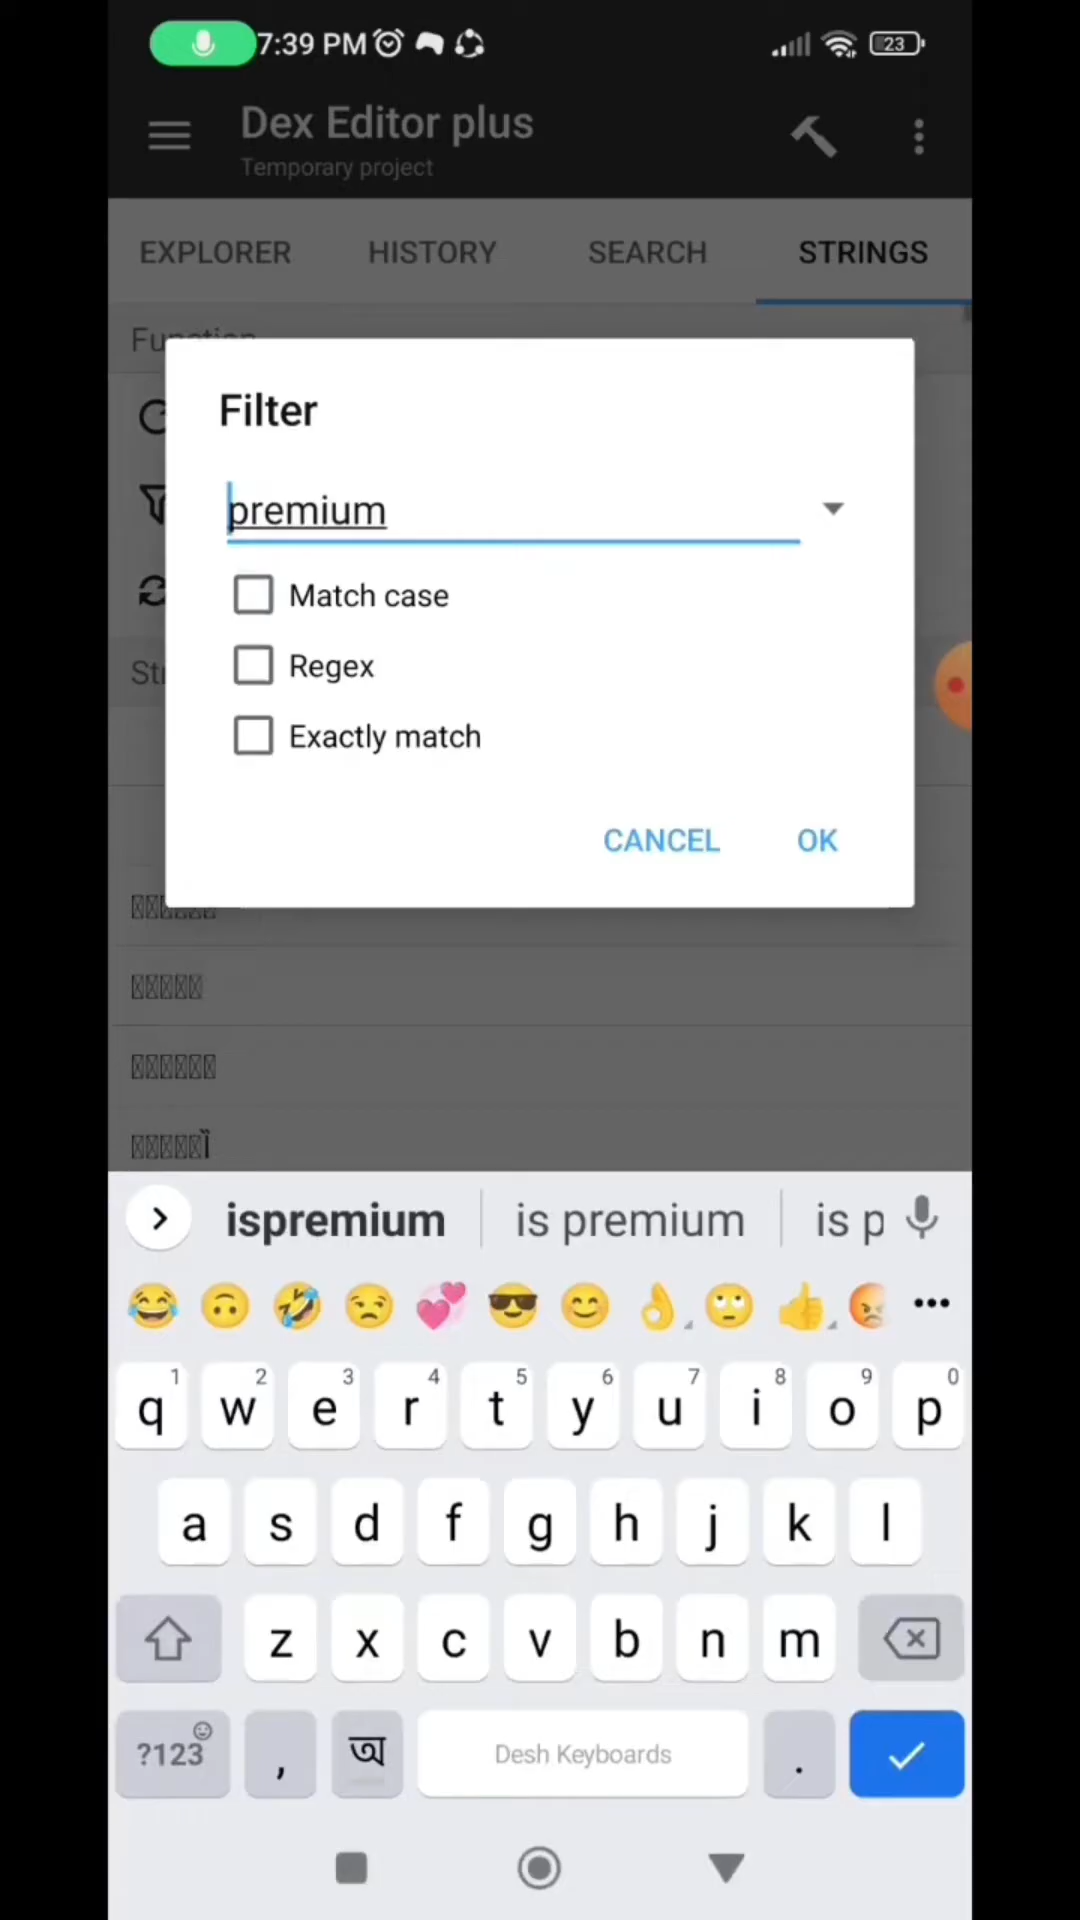 7:39 PM
23
Dex Editor plus
Temporary project
EXPLORER HISTORY SEARCH STRINGS
Function
Filter
premium
Match case
Regex
Exactly match
CANCEL OK
ispremium is premium is p
1 2 3 4 5 6 7 8 9 0
q w e r t y u i o p
a s d f g h j k l
z x c v b n m
?123 , অ Desh Keyboards .